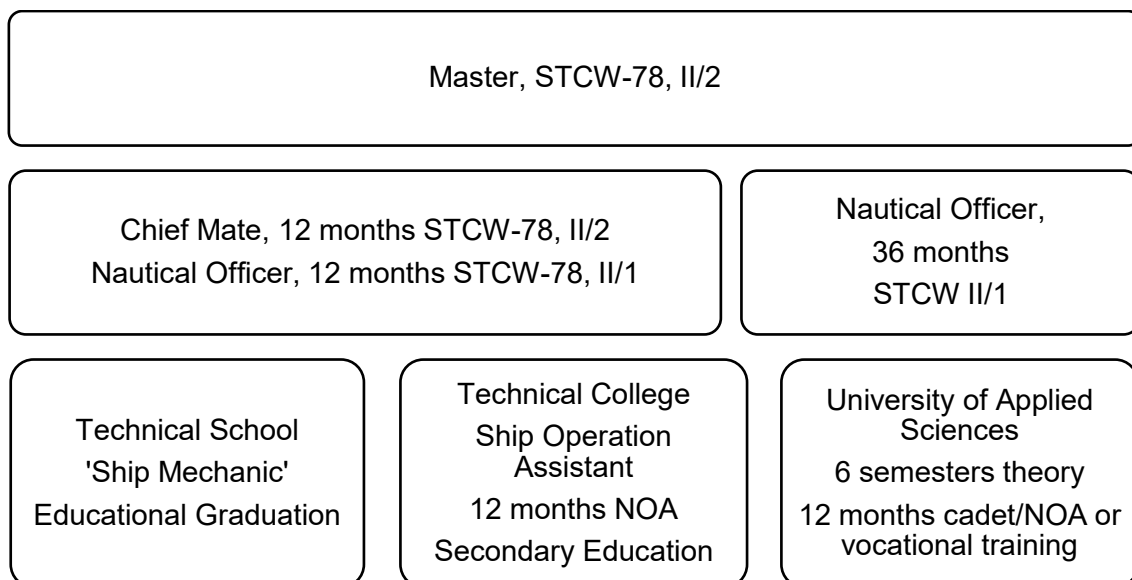 Master, STCW-78, II/2
Chief Mate, 12 months STCW-78, II/2
Nautical Officer, 12 months STCW-78, II/1
Nautical Officer,
36 months
STCW II/1
Technical School
'Ship Mechanic'
Educational Graduation
Technical College
Ship Operation
Assistant
12 months NOA
Secondary Education
University of Applied
Sciences
6 semesters theory
12 months cadet/NOA or
vocational training